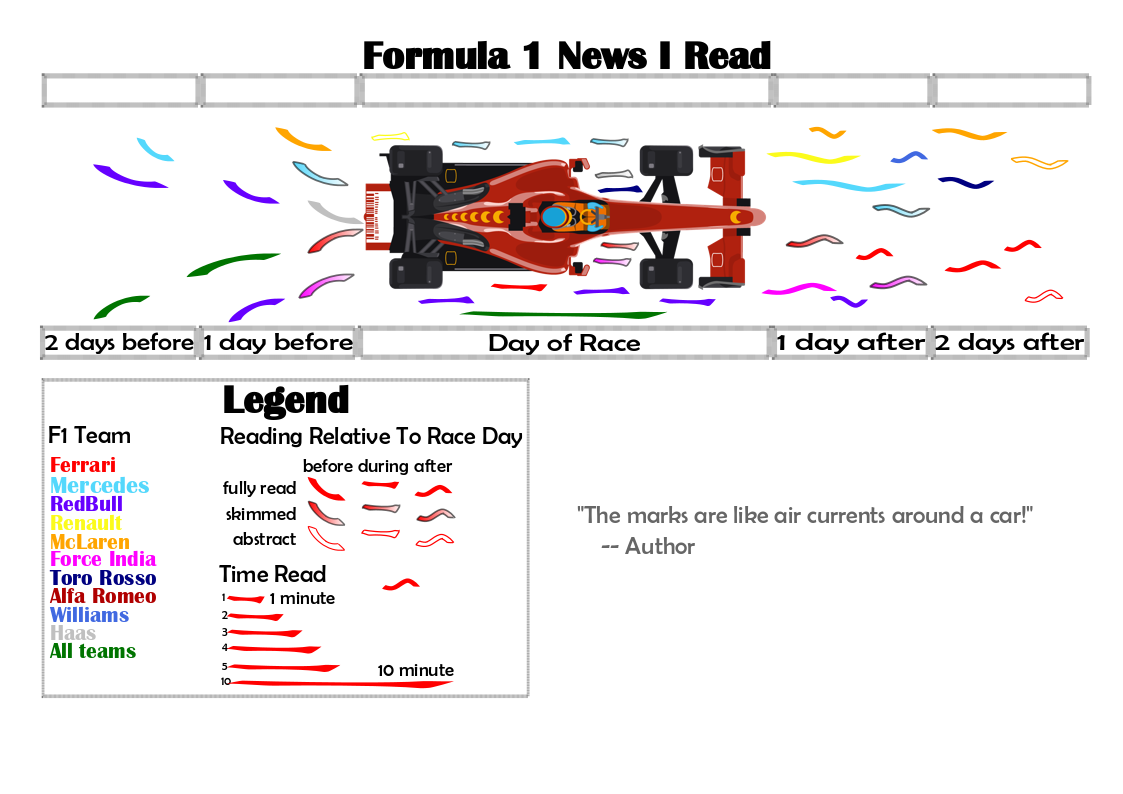 Formula 1 News I Read
2 days before 1 day before Day of Race 1 day after 2 days after
Legend
F1 Team
Ferrari
Mercedes
RedBull
Renault
McLaren
Force India
Toro Rosso
Alfa Romeo
Williams
Haas
All teams
Reading Relative To Race Day
before during after
fully read
skimmed
abstract
Time Read
1 1 minute
2
3
4
5
10 minute
10
"The marks are like air currents around a car!"
-- Author